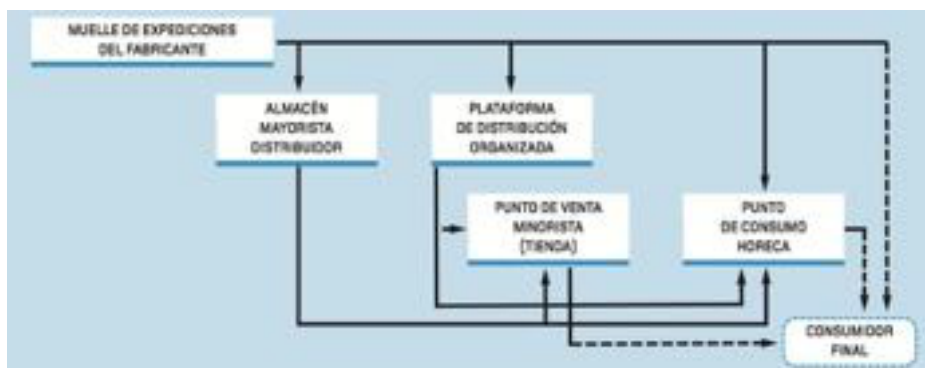 MUELLE DE EXPEDICIONES
DEL FABRICANTE
ALMACÉN
MAYORISTA
DISTRIBUIDOR
PLATAFORMA
DE DISTRIBUCIÓN
ORGANIZADA
PUNTO DE VENTA
MINORISTA
(TIENDA)
PUNTO
DE CONSUMO
HORECA
CONSUMIDOR
FINAL